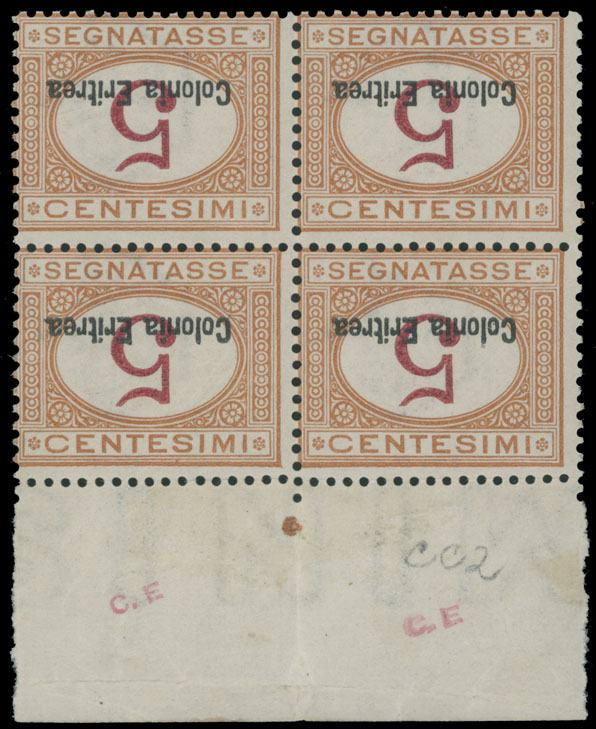 SEGNATASSE SEGNATASSE
Colonia Eritrea Colonia Eritrea
5 5
CENTESIMI CENTESIMI
SEGNATASSE SEGNATASSE
Colonia Eritrea Colonia Eritrea
5 5
CENTESIMI CENTESIMI
CC2
C.E C.E